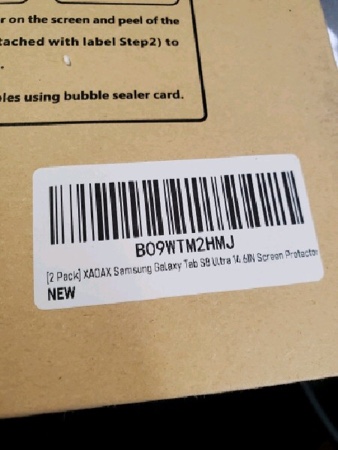 r on the screen and peel of the
tached with label Step2) to
.
les using bubble sealer card.
B09WTM2HMJ
[2 Pack] XADAX Samsung Galaxy Tab S8 Ultra 14.6IN Screen Protector
NEW